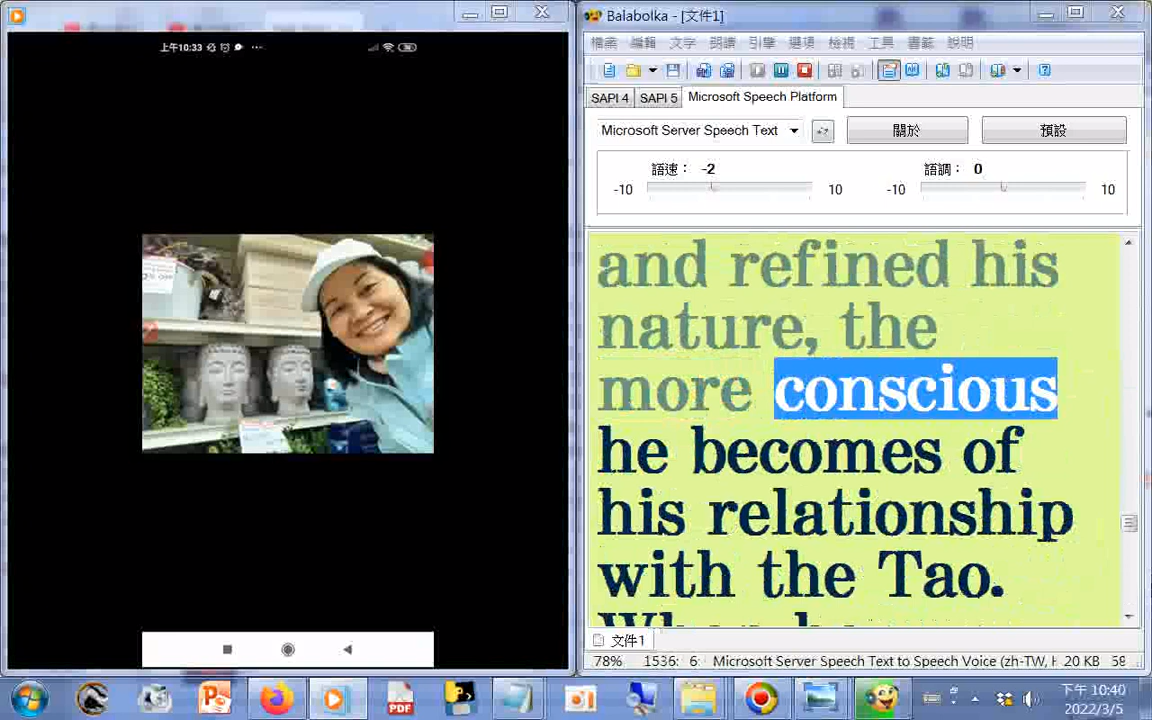 上午10:33
Balabolka - [文件1]
檔案 編輯 文字 朗讀 引擎 選項 檢視 工具 書籤 說明
SAPI 4 SAPI 5 Microsoft Speech Platform
Microsoft Server Speech Text
關於
預設
語速： -2
語調： 0
-10 10 -10 10
and refined his
nature, the
more conscious
he becomes of
his relationship
with the Tao.
文件1
78% 1536: 6: Microsoft Server Speech Text to Speech Voice (zh-TW, 20 KB 58
PDF
下午 10:40
2022/3/5